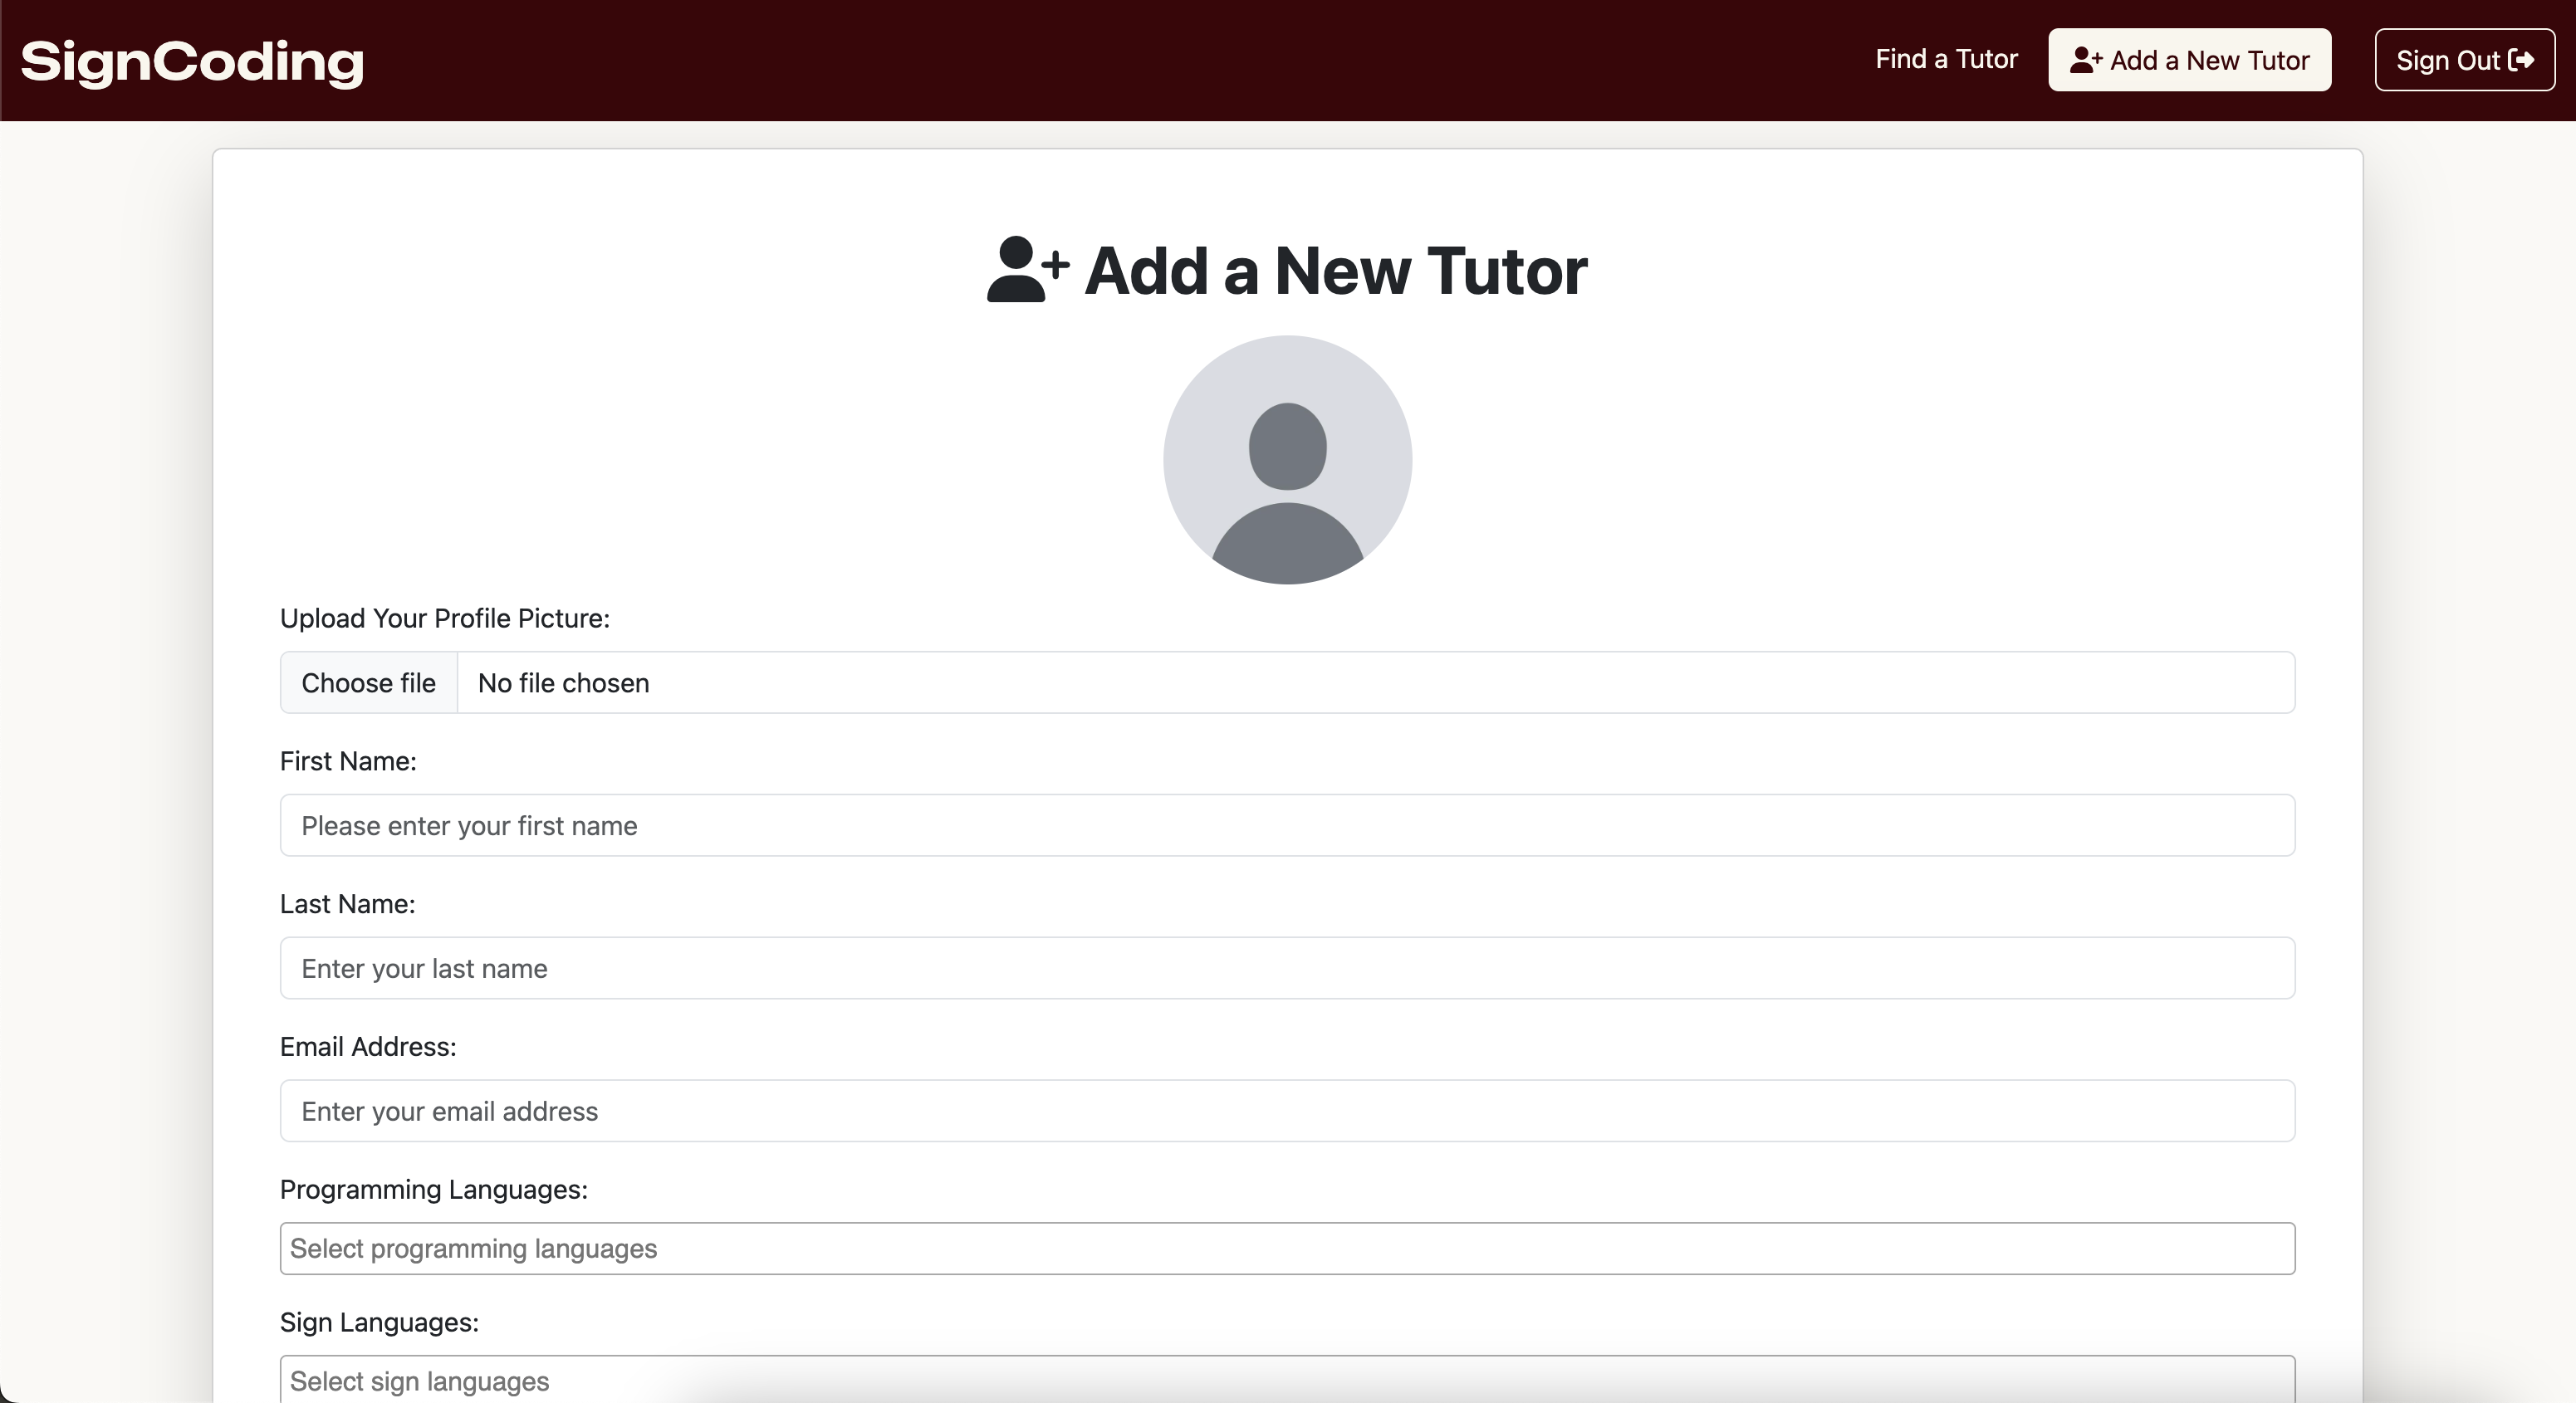 SignCoding
Find a Tutor
Add a New Tutor
Sign Out
Add a New Tutor
Upload Your Profile Picture:
Choose file
No file chosen
First Name:
Please enter your first name
Last Name:
Enter your last name
Email Address:
Enter your email address
Programming Languages:
Select programming languages
Sign Languages:
Select sign languages